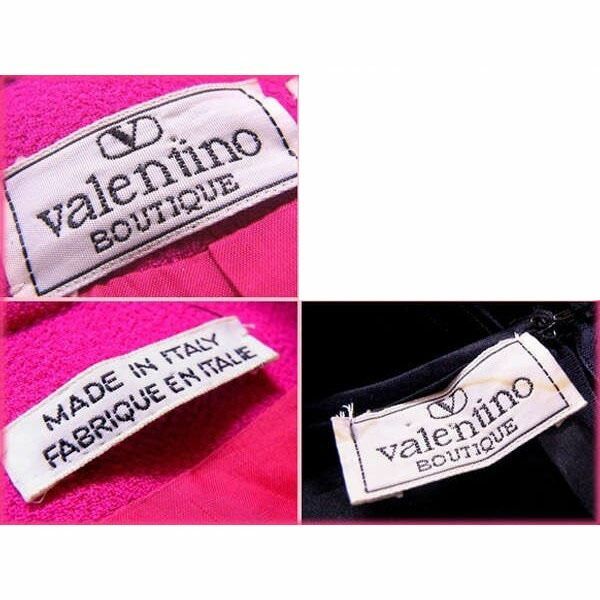 V
valentino
BOUTIQUE
MADE IN ITALY
FABRIQUE EN ITALIE
V
valentino
BOUTIQUE